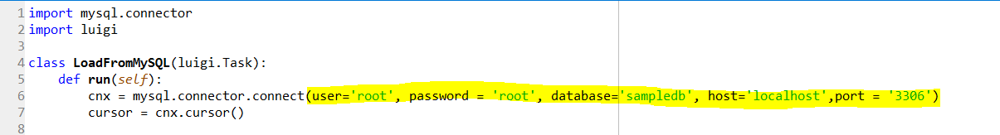 1 import mysql.connector
2 import luigi
3
4 class LoadFromMySQL(luigi.Task):
5     def run(self):
6         cnx = mysql.connector.connect(user='root', password = 'root', database='sampledb', host='localhost',port = '3306')
7         cursor = cnx.cursor()
8